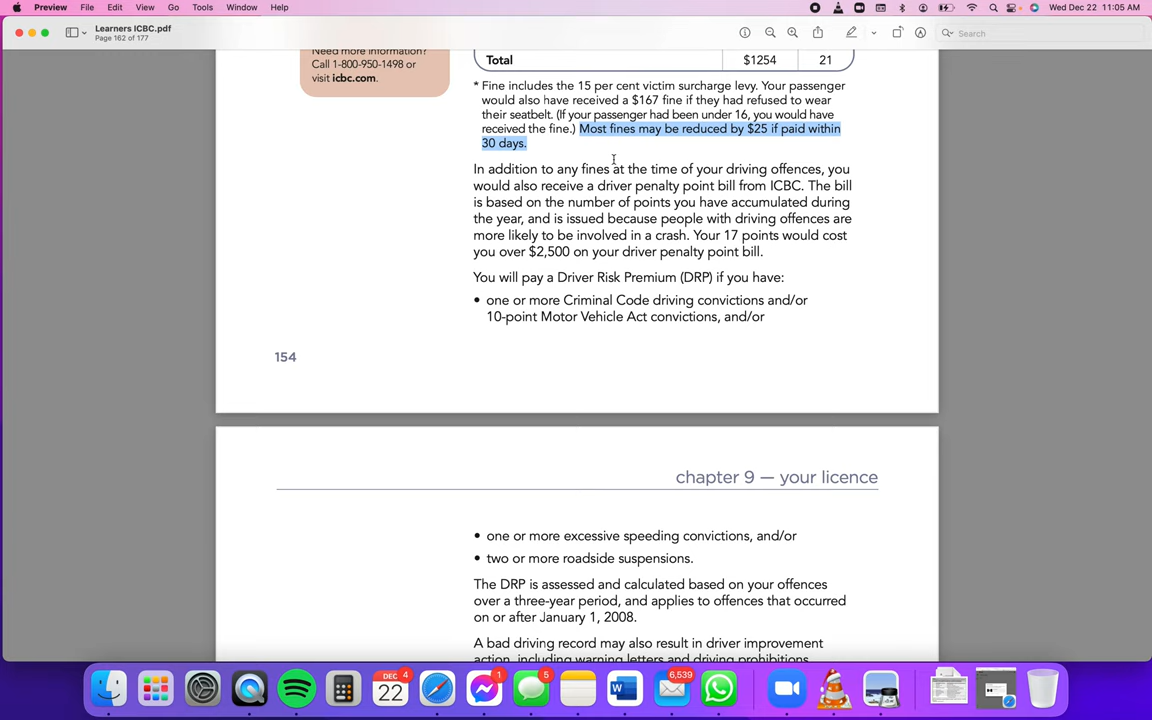 Preview File Edit View Go Tools Window Help Wed Dec 22 11:05 AM
Learners ICBC.pdf
Page 162 of 177
Search
Need more information?
Call 1-800-950-1498 or
visit icbc.com.
Total $1254 21
* Fine includes the 15 per cent victim surcharge levy. Your passenger
would also have received a $167 fine if they had refused to wear
their seatbelt. (If your passenger had been under 16, you would have
received the fine.) Most fines may be reduced by $25 if paid within
30 days.
In addition to any fines at the time of your driving offences, you
would also receive a driver penalty point bill from ICBC. The bill
is based on the number of points you have accumulated during
the year, and is issued because people with driving offences are
more likely to be involved in a crash. Your 17 points would cost
you over $2,500 on your driver penalty point bill.
You will pay a Driver Risk Premium (DRP) if you have:
• one or more Criminal Code driving convictions and/or
10-point Motor Vehicle Act convictions, and/or
154
chapter 9 — your licence
• one or more excessive speeding convictions, and/or
• two or more roadside suspensions.
The DRP is assessed and calculated based on your offences
over a three-year period, and applies to offences that occurred
on or after January 1, 2008.
A bad driving record may also result in driver improvement
action, including warning letters and driving prohibitions.
DEC 4 1 5 6,539
22